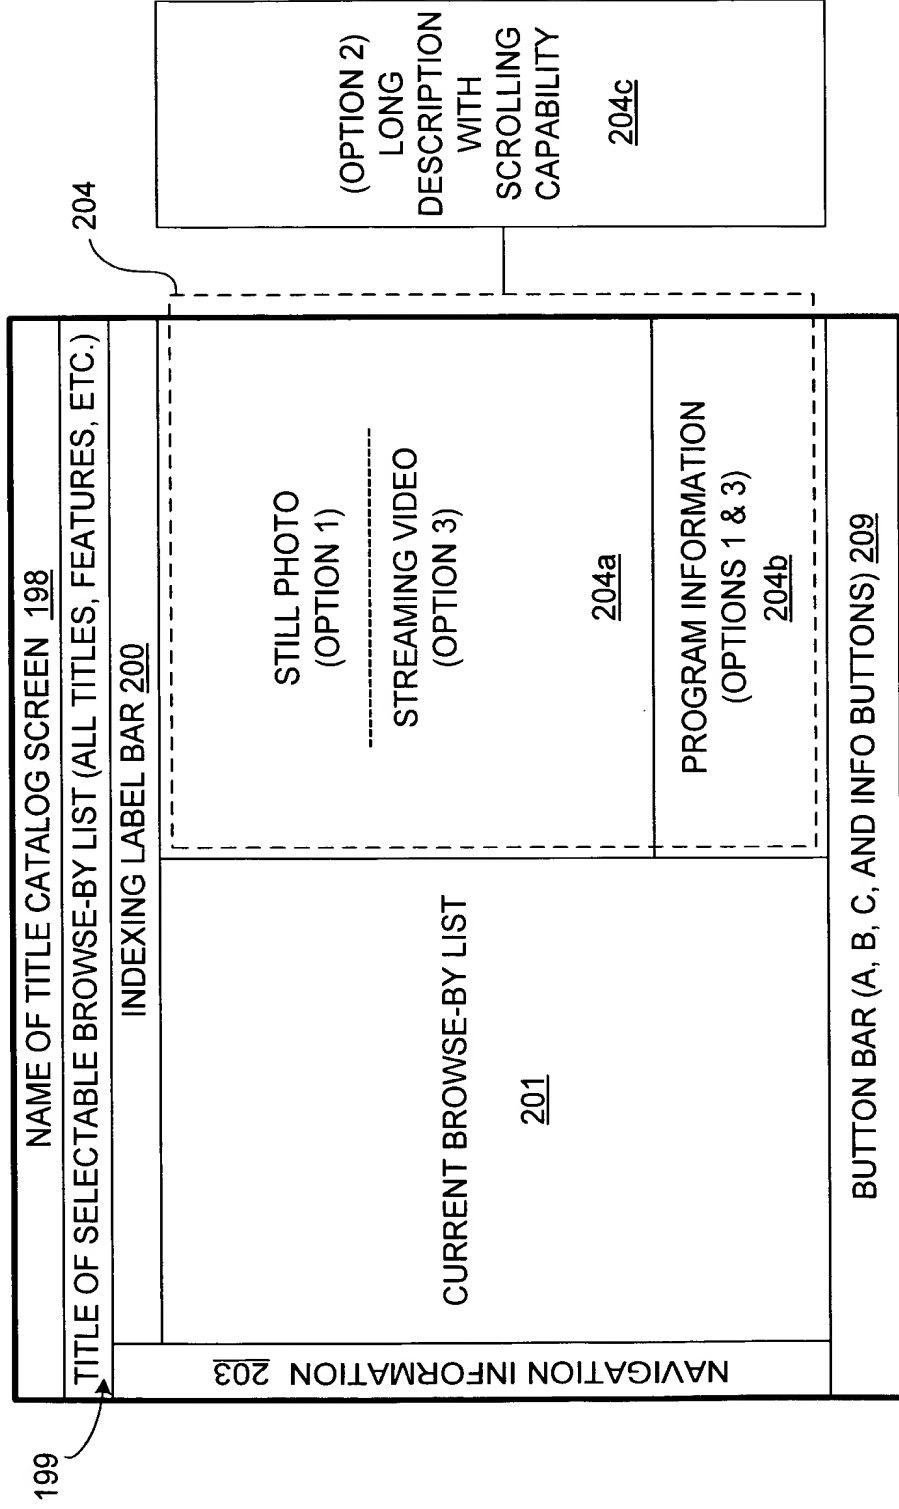 NAME OF TITLE CATALOG SCREEN 198
TITLE OF SELECTABLE BROWSE-BY LIST (ALL TITLES, FEATURES, ETC.)
199
INDEXING LABEL BAR 200
204
NAVIGATION INFORMATION 203
CURRENT BROWSE-BY LIST
201
STILL PHOTO
(OPTION 1)
STREAMING VIDEO
(OPTION 3)
204a
PROGRAM INFORMATION
(OPTIONS 1 & 3)
204b
(OPTION 2)
LONG
DESCRIPTION
WITH
SCROLLING
CAPABILITY
204c
BUTTON BAR (A, B, C, AND INFO BUTTONS) 209